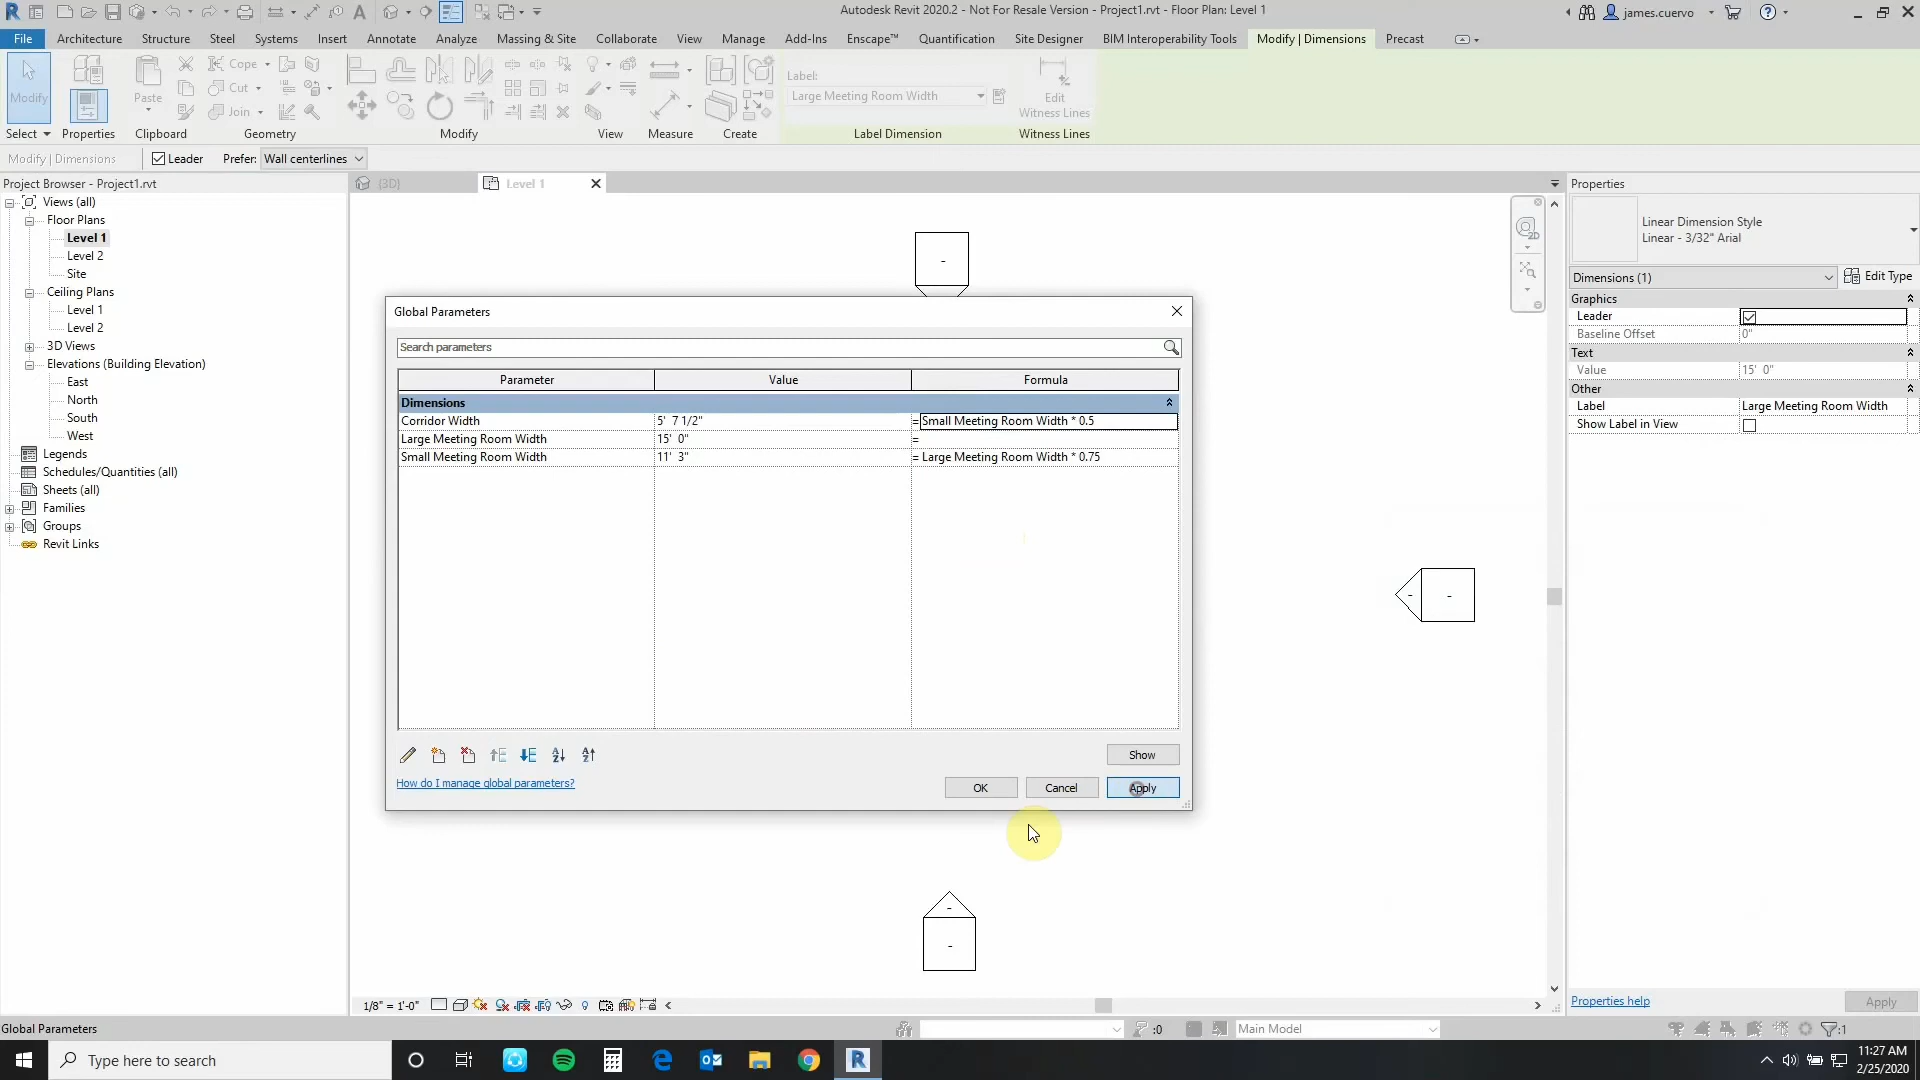 Autodesk Revit 2020.2 - Not For Resale Version - Project1.rvt - Floor Plan: Level 1
james.cuervo
File Architecture Structure Steel Systems Insert Annotate Analyze Massing & Site Collaborate View Manage Add-Ins Enscape™ Quantification Site Designer BIM Interoperability Tools Modify | Dimensions Precast
Modify
Paste
Cope
Cut
Join
Label:
Large Meeting Room Width
Edit
Witness Lines
Select Properties Clipboard Geometry Modify View Measure Create Label Dimension Witness Lines
Modify | Dimensions Leader Prefer: Wall centerlines
Project Browser - Project1.rvt
Views (all)
Floor Plans
Level 1
Level 2
Site
Ceiling Plans
Level 1
Level 2
3D Views
Elevations (Building Elevation)
East
North
South
West
Legends
Schedules/Quantities (all)
Sheets (all)
Families
Groups
Revit Links
{3D} Level 1
2D
Global Parameters
Search parameters
Parameter Value Formula
Dimensions
Corridor Width 5' 7 1/2" = Small Meeting Room Width * 0.5
Large Meeting Room Width 15' 0" =
Small Meeting Room Width 11' 3" = Large Meeting Room Width * 0.75
Show
How do I manage global parameters?
OK Cancel Apply
Properties
Linear Dimension Style
Linear - 3/32" Arial
Dimensions (1) Edit Type
Graphics
Leader
Baseline Offset 0"
Text
Value 15' 0"
Other
Label Large Meeting Room Width
Show Label in View
Properties help Apply
1/8" = 1'-0"
Global Parameters :0 Main Model :1
Type here to search
11:27 AM
2/25/2020